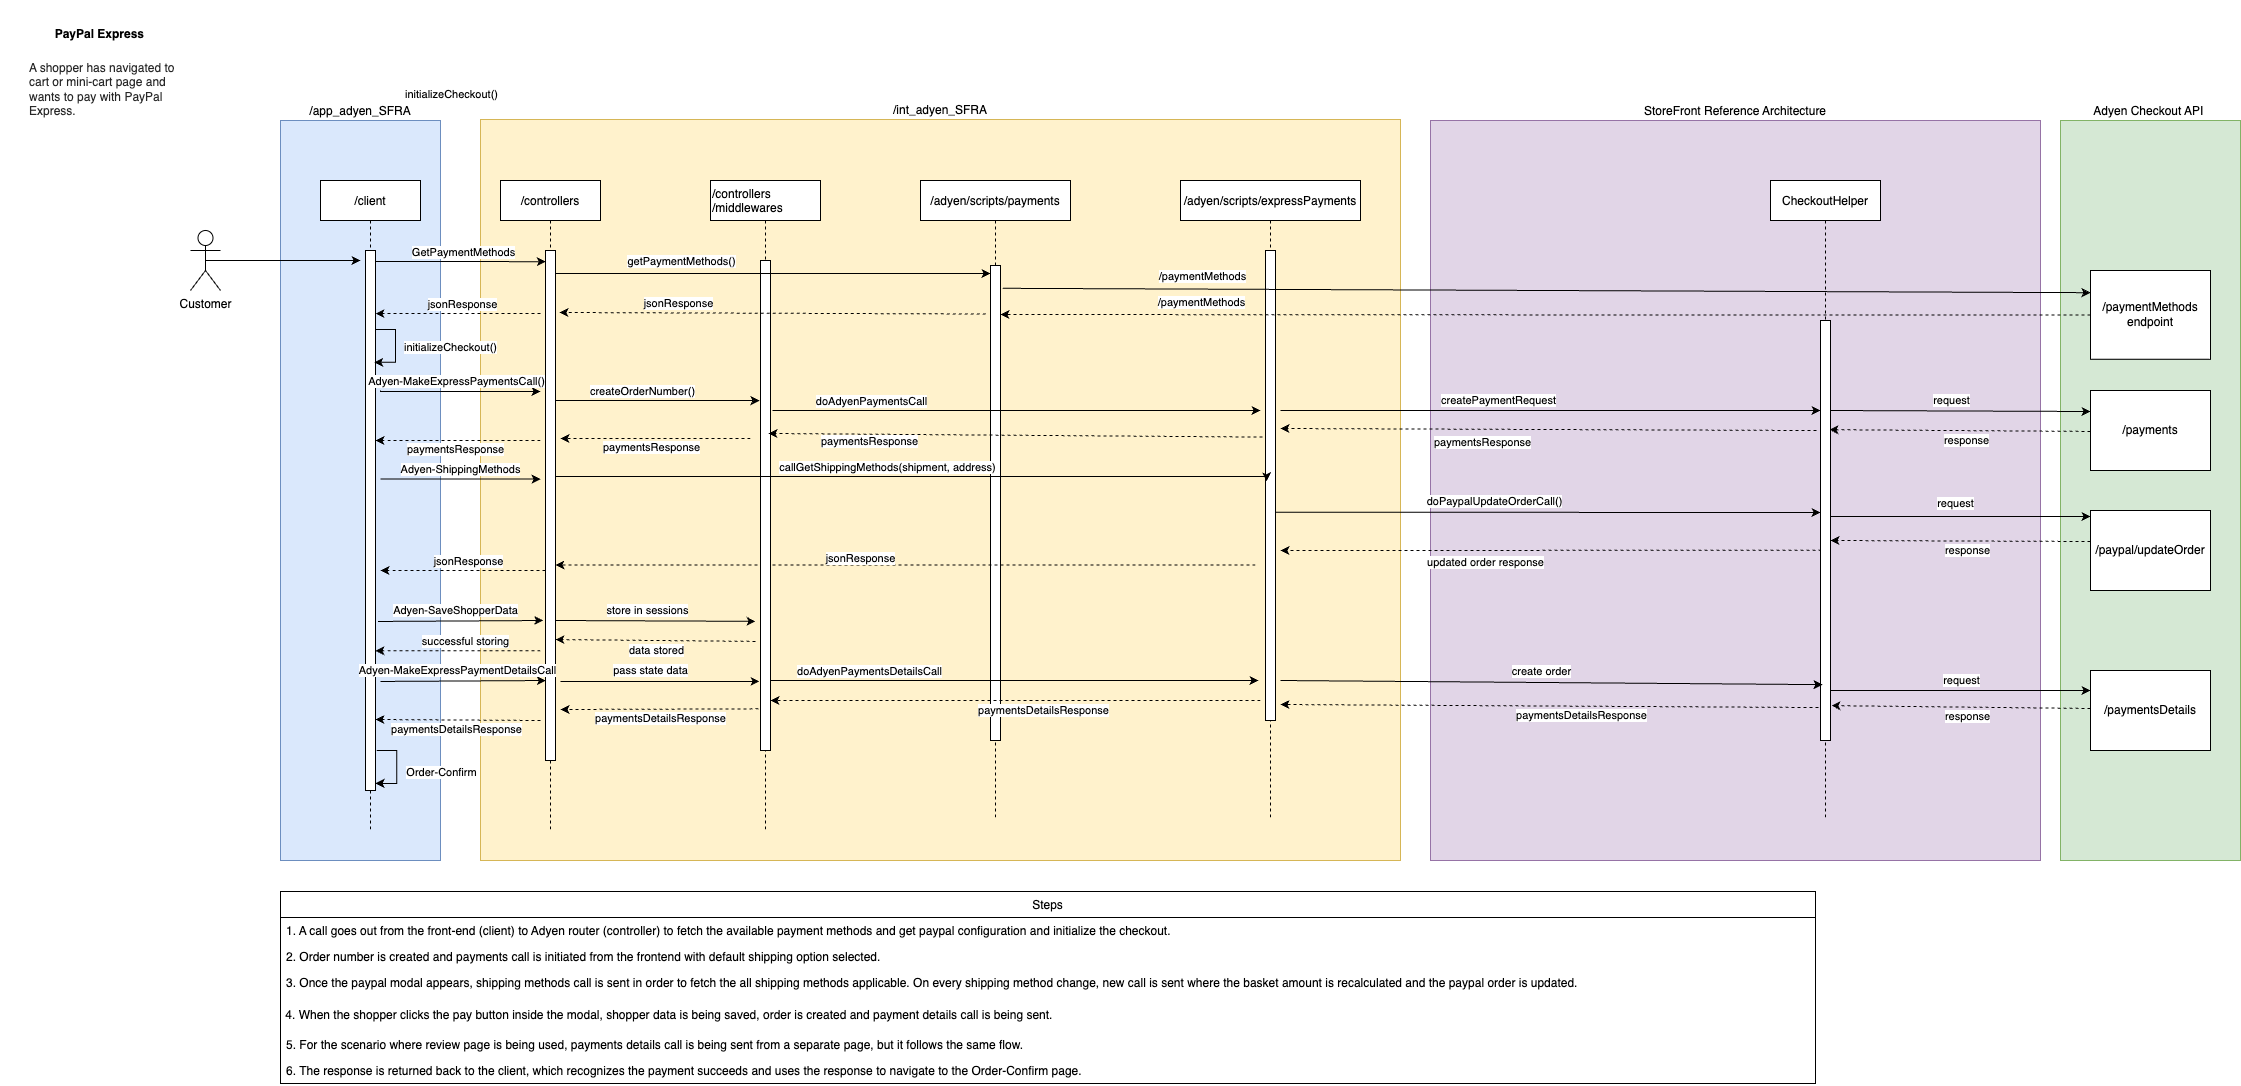 PayPal Express
A shopper has navigated to
cart or mini-cart page and
wants to pay with PayPal
Express.
initializeCheckout()
/app_adyen_SFRA
/int_adyen_SFRA
StoreFront Reference Architecture
Adyen Checkout API
/client
/controllers
/controllers
/middlewares
/adyen/scripts/payments
/adyen/scripts/expressPayments
CheckoutHelper
Customer
GetPaymentMethods
getPaymentMethods()
/paymentMethods
jsonResponse
jsonResponse
/paymentMethods
/paymentMethods
endpoint
initializeCheckout()
Adyen-MakeExpressPaymentsCall()
createOrderNumber()
doAdyenPaymentsCall
createPaymentRequest
request
/payments
paymentsResponse
paymentsResponse
paymentsResponse
paymentsResponse
response
Adyen-ShippingMethods
callGetShippingMethods(shipment, address)
doPaypalUpdateOrderCall()
request
/paypal/updateOrder
jsonResponse
jsonResponse
updated order response
response
Adyen-SaveShopperData
store in sessions
successful storing
data stored
Adyen-MakeExpressPaymentDetailsCall
pass state data
doAdyenPaymentsDetailsCall
create order
request
/paymentsDetails
paymentsDetailsResponse
paymentsDetailsResponse
paymentsDetailsResponse
paymentsDetailsResponse
response
Order-Confirm
Steps
1. A call goes out from the front-end (client) to Adyen router (controller) to fetch the available payment methods and get paypal configuration and initialize the checkout.
2. Order number is created and payments call is initiated from the frontend with default shipping option selected.
3. Once the paypal modal appears, shipping methods call is sent in order to fetch the all shipping methods applicable. On every shipping method change, new call is sent where the basket amount is recalculated and the paypal order is updated.
4. When the shopper clicks the pay button inside the modal, shopper data is being saved, order is created and payment details call is being sent.
5. For the scenario where review page is being used, payments details call is being sent from a separate page, but it follows the same flow.
6. The response is returned back to the client, which recognizes the payment succeeds and uses the response to navigate to the Order-Confirm page.